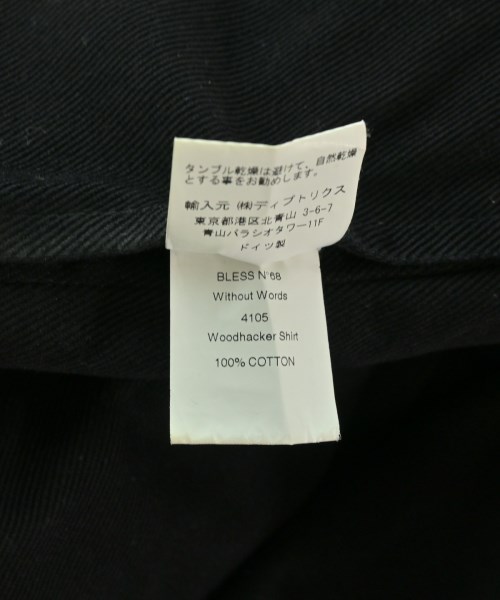 タンブル乾燥は避けて、自然乾燥
とする事をお勧めします。
輸入元 (株)ディプトリクス
東京都港区北青山 3-6-7
青山パラシオタワー11F
ドイツ製
BLESS N°68
Without Words
4105
Woodhacker Shirt
100% COTTON